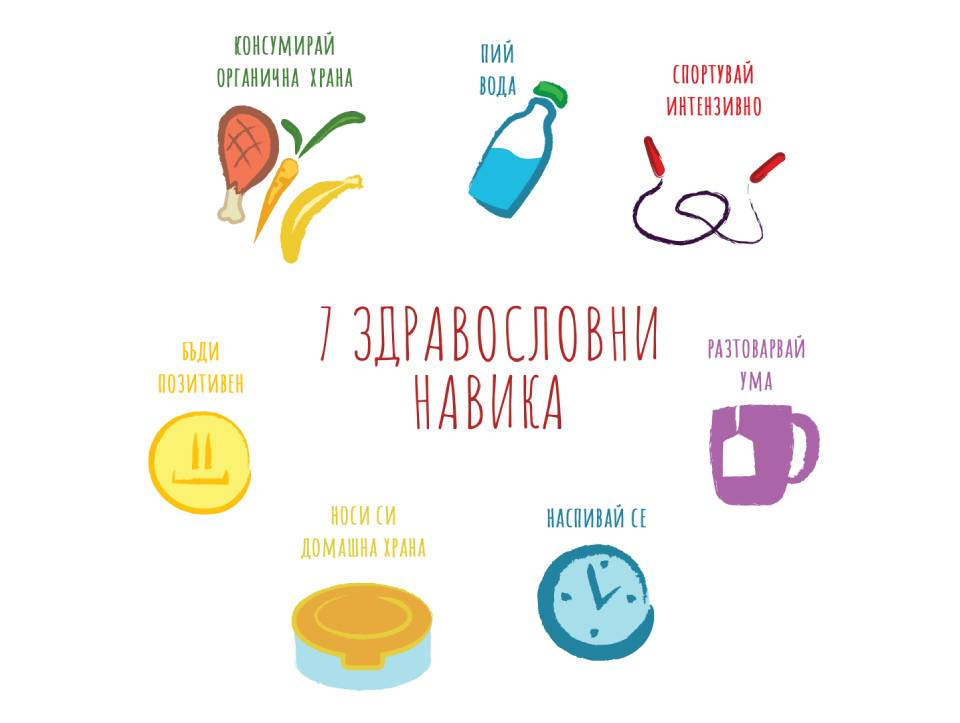 КОНСУМИРАЙ
ОРГАНИЧНА ХРАНА
ПИЙ
ВОДА
СПОРТУВАЙ
ИНТЕНЗИВНО
7 ЗДРАВОСЛОВНИ
НАВИКА
БЪДИ
ПОЗИТИВЕН
РАЗТОВАРВАЙ
УМА
НОСИ СИ
ДОМАШНА ХРАНА
НАСПИВАЙ СЕ